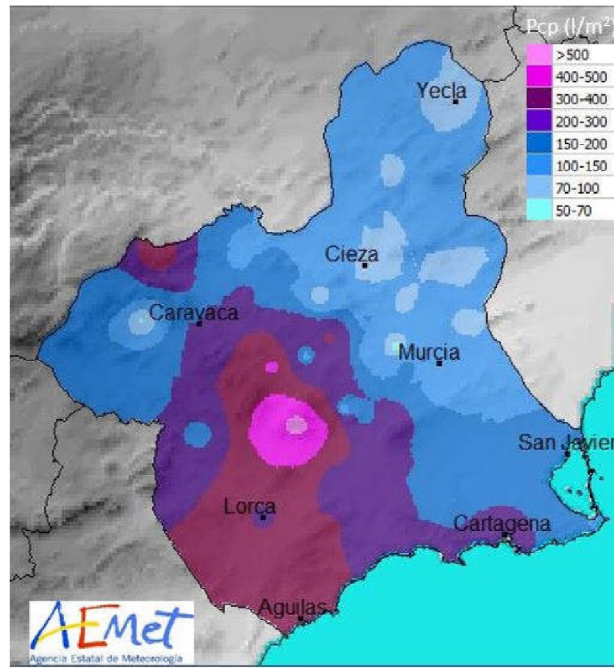 Pcp (l/m²)
>500
400-500
300-400
200-300
150-200
100-150
70-100
50-70
Yecla
Cieza
Caravaca
Murcia
San Javier
Lorca
Cartagena
Aguilas
AEmet
Agencia Estatal de Meteorología